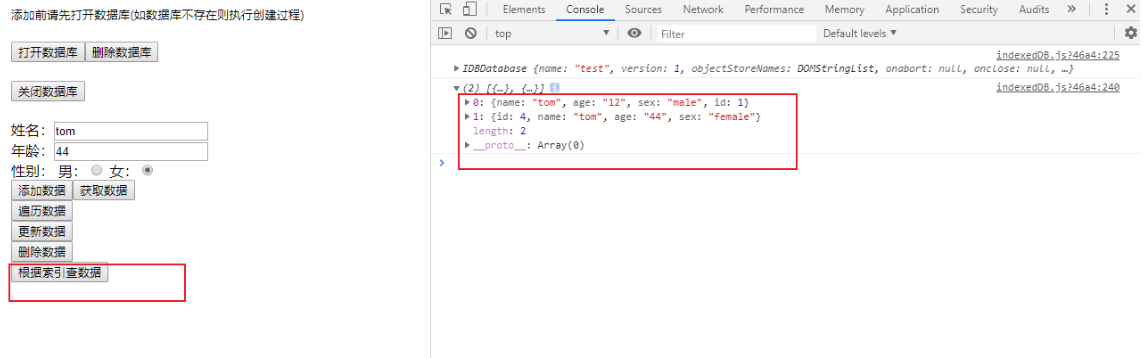 添加前请先打开数据库(如数据库不存在则执行创建过程)
打开数据库 删除数据库
关闭数据库
姓名: tom
年龄: 44
性别: 男: 女:
添加数据 获取数据
遍历数据
更新数据
删除数据
根据索引查数据
Elements Console Sources Network Performance Memory Application Security Audits »
top Filter Default levels
indexedDB.js?46a4:225
IDBDatabase {name: "test", version: 1, objectStoreNames: DOMStringList, onabort: null, onclose: null, …}
(2) [{…}, {…}] indexedDB.js?46a4:240
0: {name: "tom", age: "12", sex: "male", id: 1}
1: {id: 4, name: "tom", age: "44", sex: "female"}
length: 2
__proto__: Array(0)